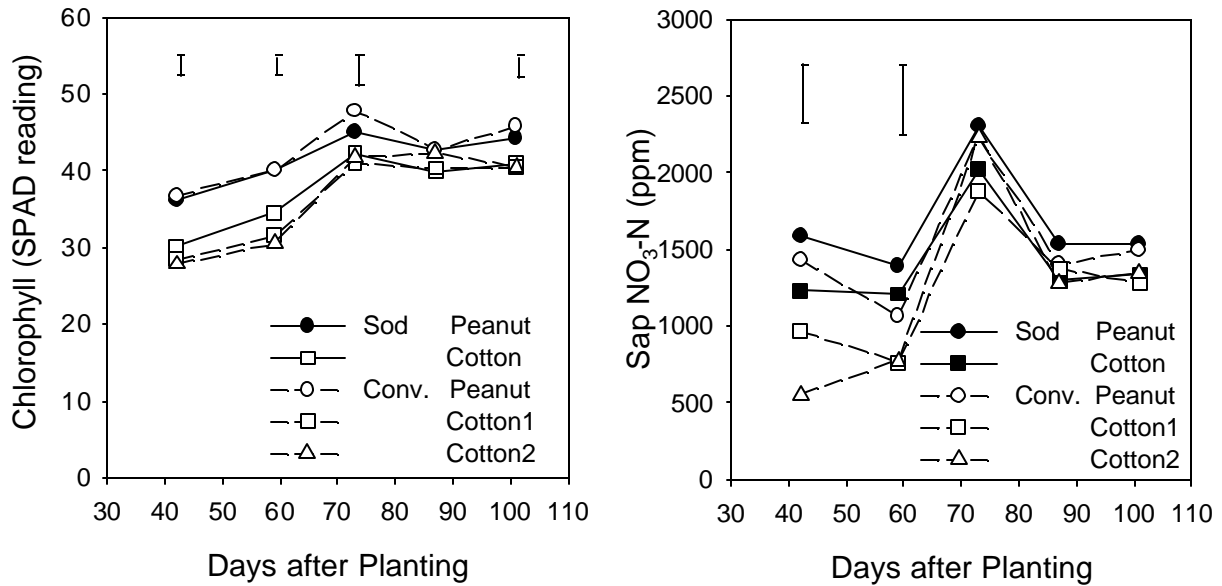 60
50
40
30
20
10
0
Chlorophyll (SPAD reading)
Sod Peanut
Cotton
Conv. Peanut
Cotton1
Cotton2
30 40 50 60 70 80 90 100 110
Days after Planting
3000
2500
2000
1500
1000
500
0
Sap NO₃-N (ppm)
Sod Peanut
Cotton
Conv. Peanut
Cotton1
Cotton2
30 40 50 60 70 80 90 100 110
Days after Planting